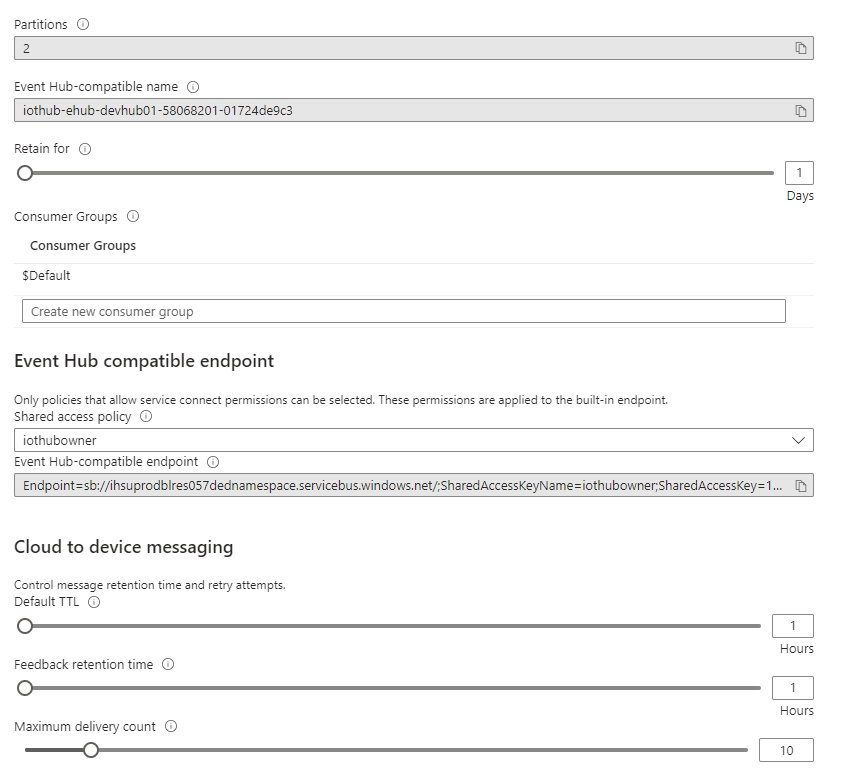 Partitions
2
Event Hub-compatible name
iothub-ehub-devhub01-58068201-01724de9c3
Retain for
1
Days
Consumer Groups
Consumer Groups
$Default
Create new consumer group
Event Hub compatible endpoint
Only policies that allow service connect permissions can be selected. These permissions are applied to the built-in endpoint.
Shared access policy
iothubowner
Event Hub-compatible endpoint
Endpoint=sb://ihsuprodblres057dednamespace.servicebus.windows.net/;SharedAccessKeyName=iothubowner;SharedAccessKey=1...
Cloud to device messaging
Control message retention time and retry attempts.
Default TTL
1
Hours
Feedback retention time
1
Hours
Maximum delivery count
10